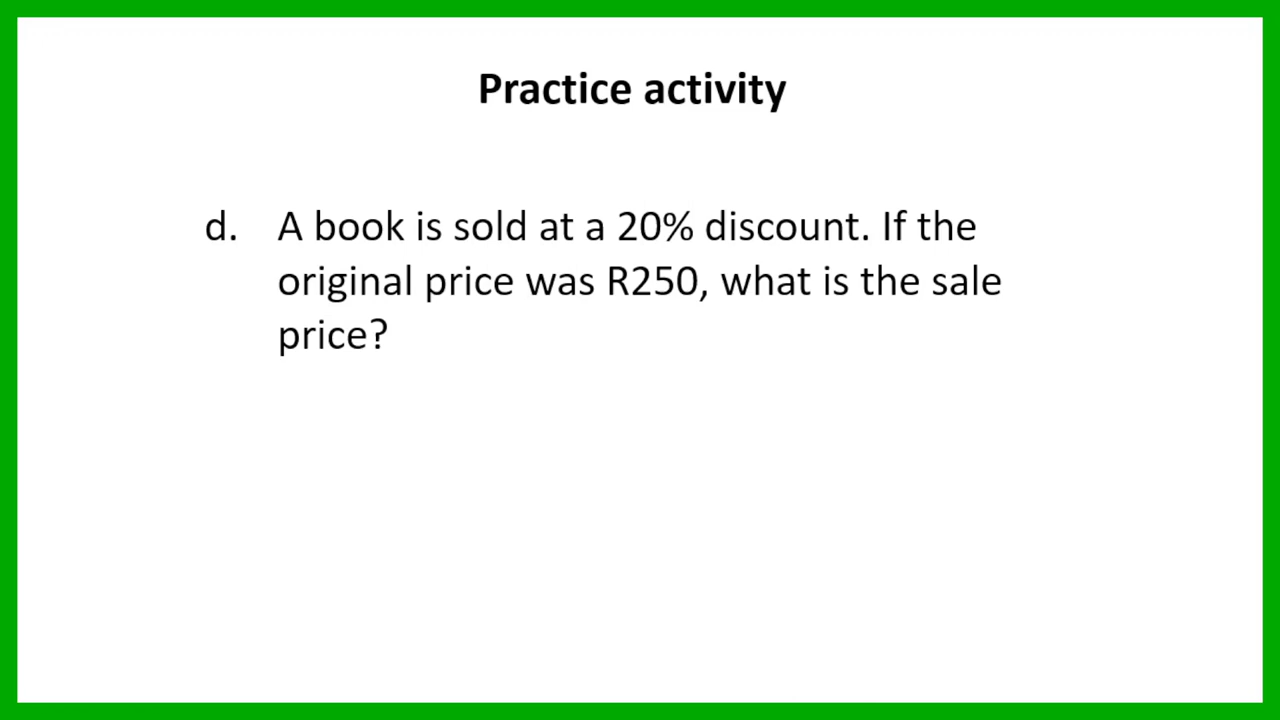 Practice activity
d. A book is sold at a 20% discount. If the
original price was R250, what is the sale
price?